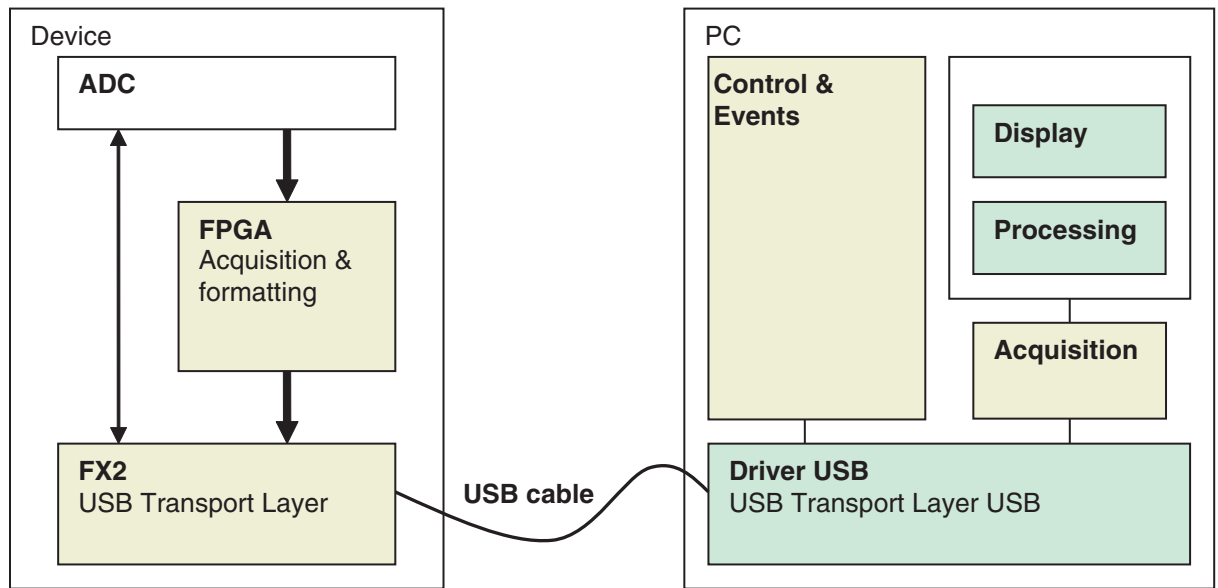 Device
ADC
FPGA
Acquisition &
formatting
FX2
USB Transport Layer
USB cable
PC
Control &
Events
Display
Processing
Acquisition
Driver USB
USB Transport Layer USB